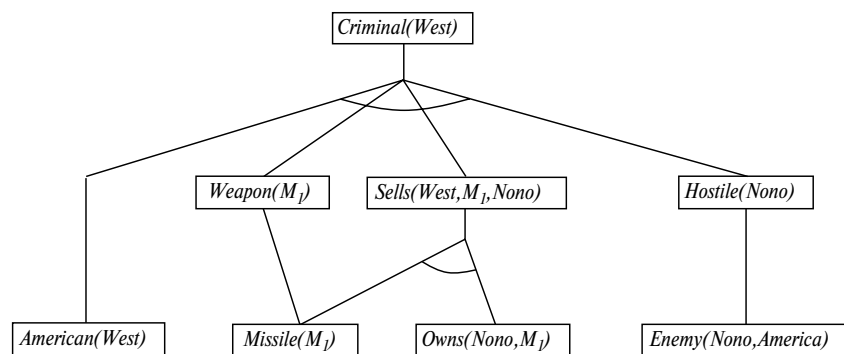 Criminal(West)
Weapon(M₁)
Sells(West,M₁,Nono)
Hostile(Nono)
American(West)
Missile(M₁)
Owns(Nono,M₁)
Enemy(Nono,America)